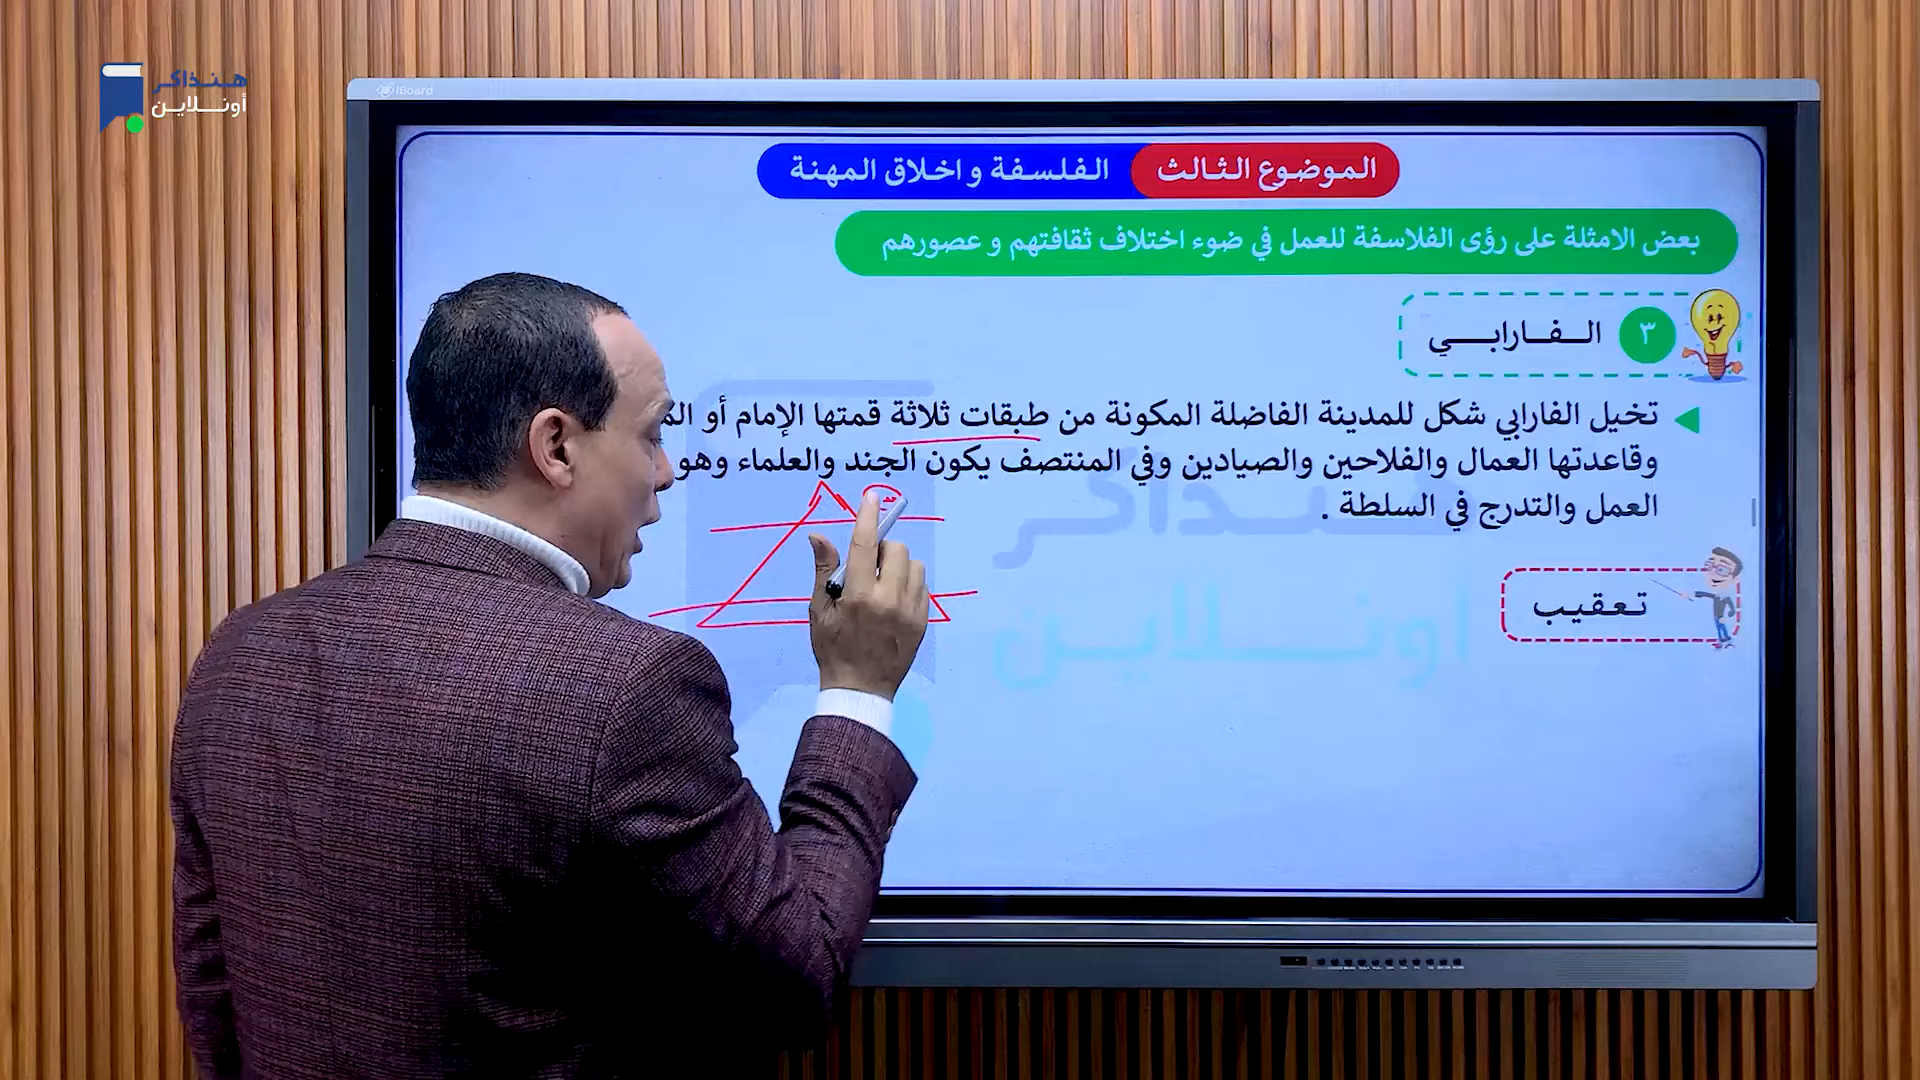 هنذاكر
أونلاين
iBoard
الموضوع الثالث الفلسفة و اخلاق المهنة
بعض الامثلة على رؤى الفلاسفة للعمل في ضوء اختلاف ثقافتهم و عصورهم
٣ الفارابي
تخيل الفارابي شكل للمدينة الفاضلة المكونة من طبقات ثلاثة قمتها الإمام أو
وقاعدتها العمال والفلاحين والصيادين وفي المنتصف يكون الجند والعلماء وهو
العمل والتدرج في السلطة .
هنذاكر
أونلاين
تعقيب